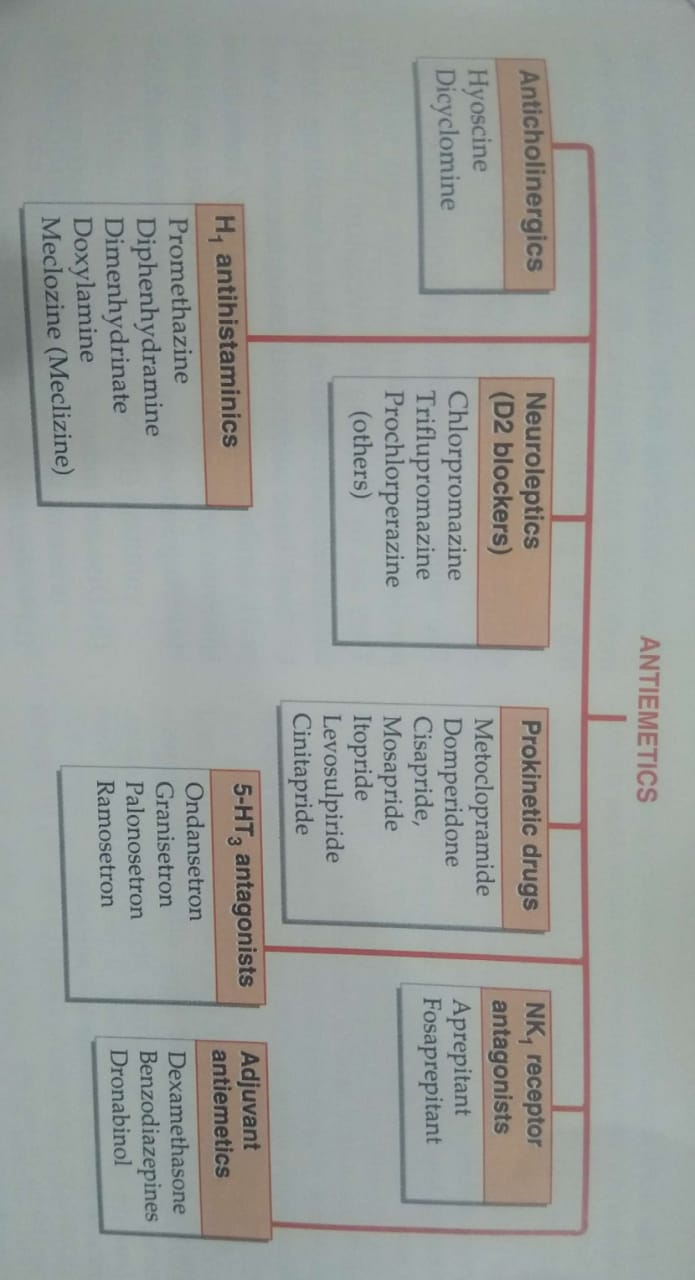 ANTIEMETICS
Anticholinergics
Hyoscine
Dicyclomine
Neuroleptics
(D2 blockers)
Chlorpromazine
Triflupromazine
Prochlorperazine
(others)
Prokinetic drugs
Metoclopramide
Domperidone
Cisapride,
Mosapride
Itopride
Levosulpiride
Cinitapride
NK₁ receptor
antagonists
Aprepitant
Fosaprepitant
H₁ antihistaminics
Promethazine
Diphenhydramine
Dimenhydrinate
Doxylamine
Meclozine (Meclizine)
5-HT₃ antagonists
Ondansetron
Granisetron
Palonosetron
Ramosetron
Adjuvant
antiemetics
Dexamethasone
Benzodiazepines
Dronabinol